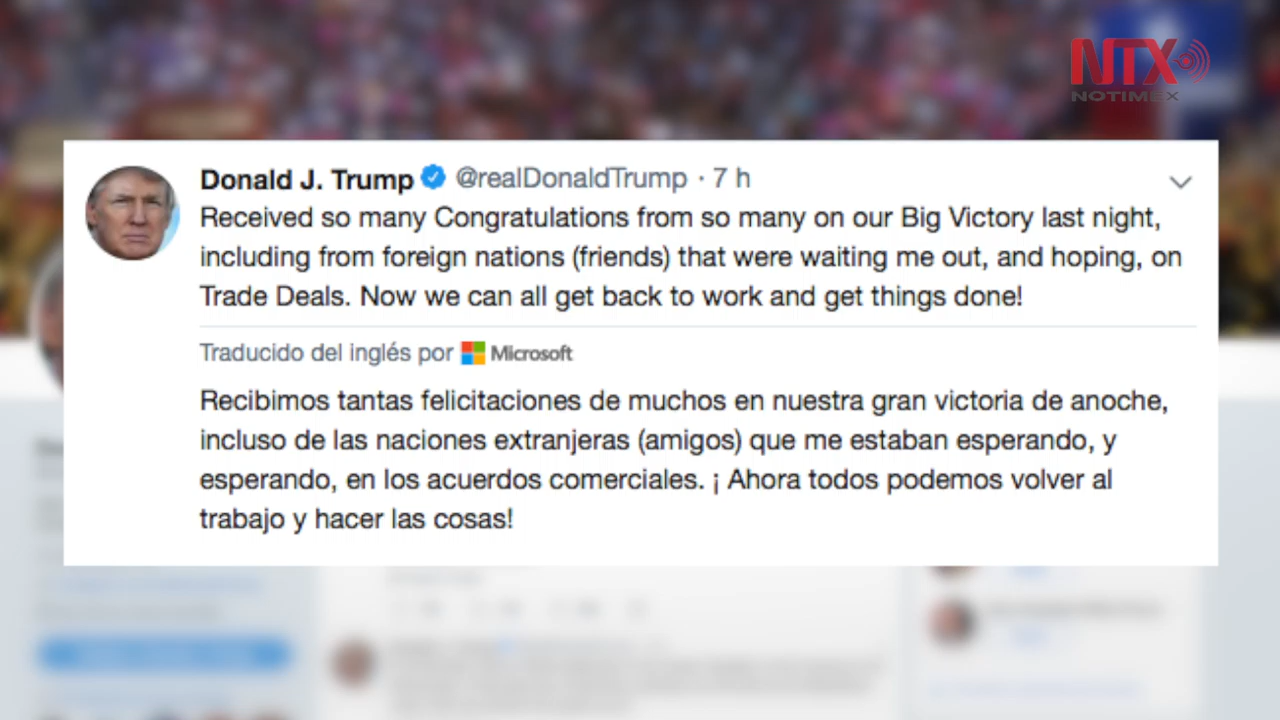 NTX
NOTIMEX
Donald J. Trump @realDonaldTrump · 7 h
Received so many Congratulations from so many on our Big Victory last night,
including from foreign nations (friends) that were waiting me out, and hoping, on
Trade Deals. Now we can all get back to work and get things done!
Traducido del inglés por Microsoft
Recibimos tantas felicitaciones de muchos en nuestra gran victoria de anoche,
incluso de las naciones extranjeras (amigos) que me estaban esperando, y
esperando, en los acuerdos comerciales. ¡ Ahora todos podemos volver al
trabajo y hacer las cosas!